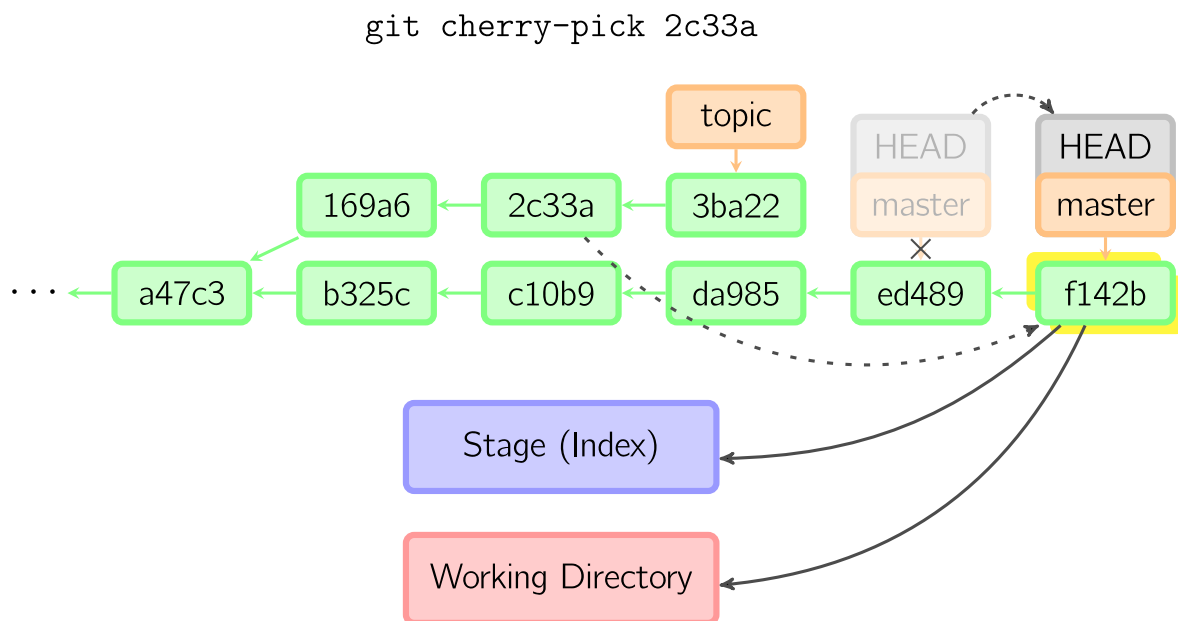 git cherry-pick 2c33a
topic
HEAD HEAD
169a6 2c33a 3ba22 master master
... a47c3 b325c c10b9 da985 ed489 f142b
Stage (Index)
Working Directory